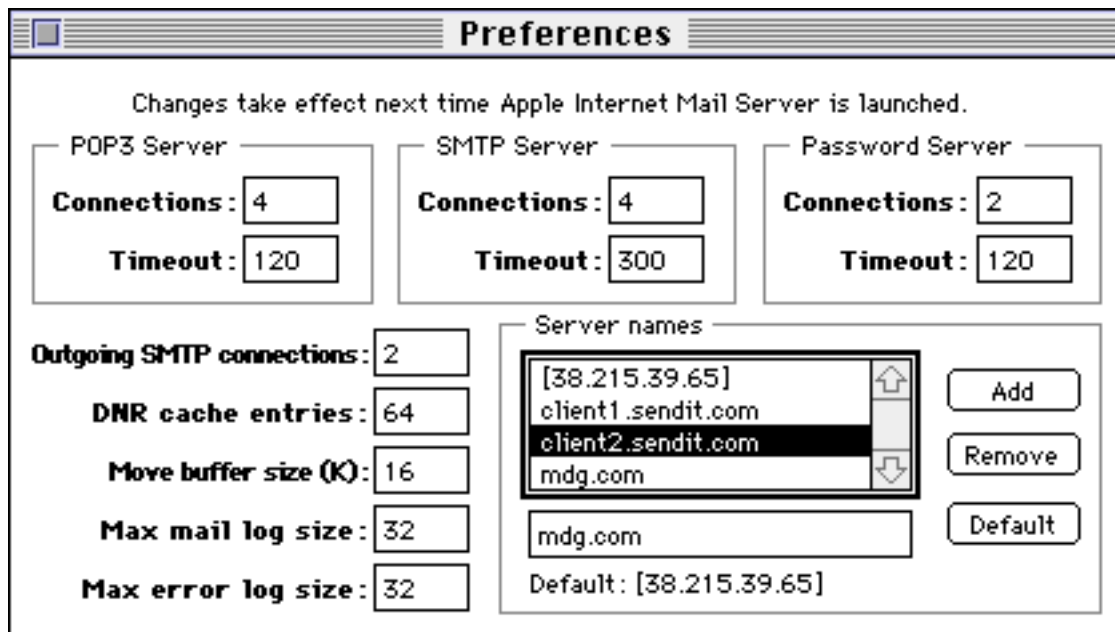 Preferences
Changes take effect next time Apple Internet Mail Server is launched.
POP3 Server
Connections: 4
Timeout: 120
SMTP Server
Connections: 4
Timeout: 300
Password Server
Connections: 2
Timeout: 120
Outgoing SMTP connections: 2
DNR cache entries: 64
Move buffer size (K): 16
Max mail log size: 32
Max error log size: 32
Server names
[38.215.39.65]
client1.sendit.com
client2.sendit.com
mdg.com
mdg.com
Default: [38.215.39.65]
Add
Remove
Default